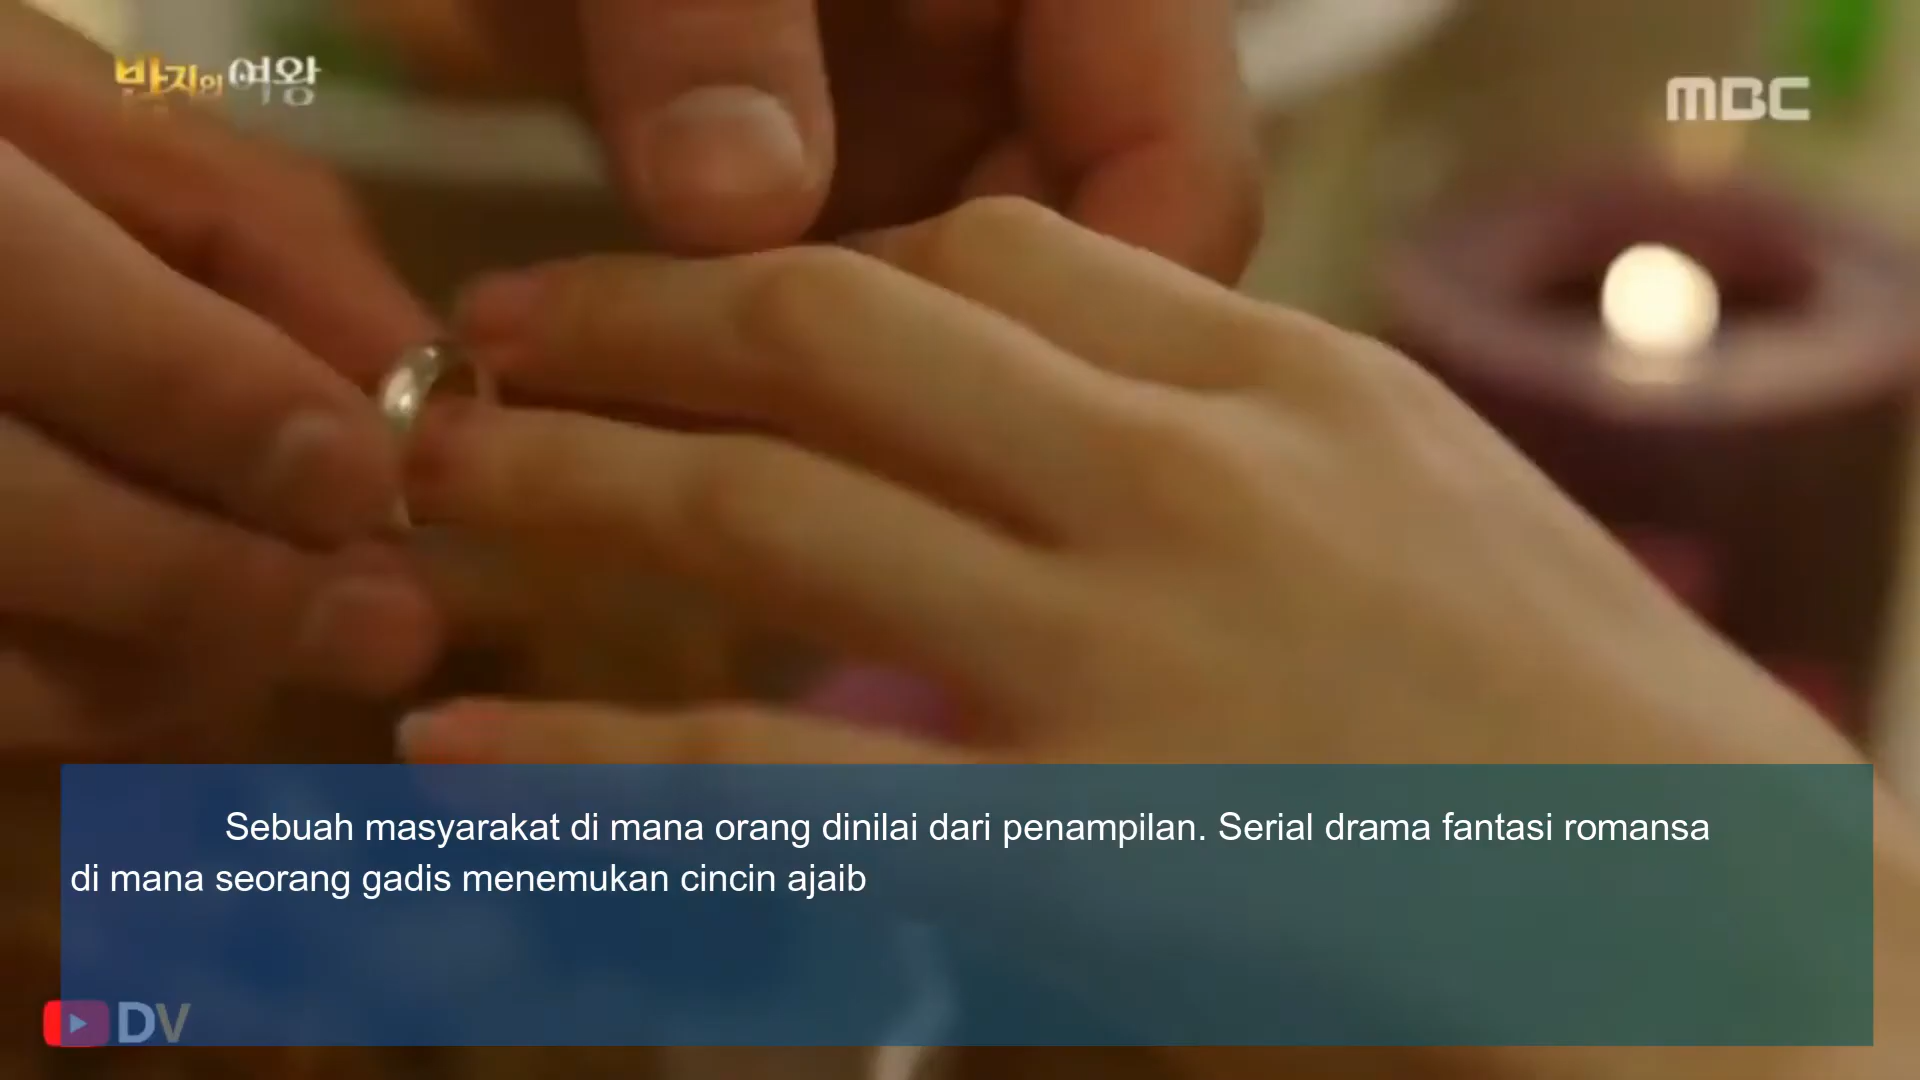 반지의 여왕
MBC
Sebuah masyarakat di mana orang dinilai dari penampilan. Serial drama fantasi romansa
di mana seorang gadis menemukan cincin ajaib
DV